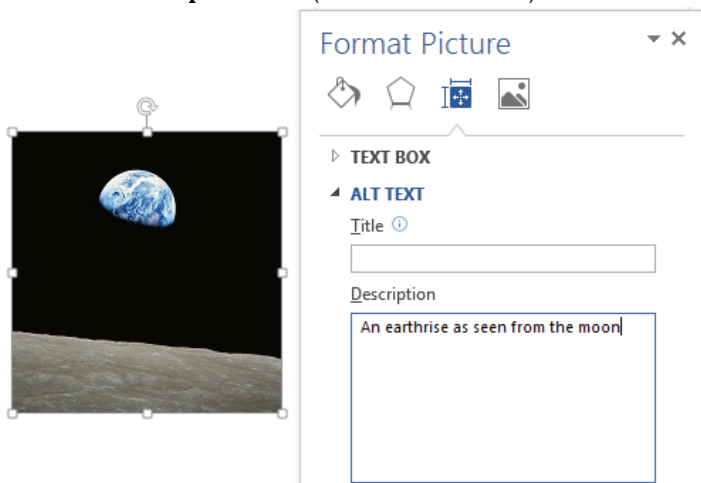 Format Picture
TEXT BOX
ALT TEXT
Title
Description
An earthrise as seen from the moon